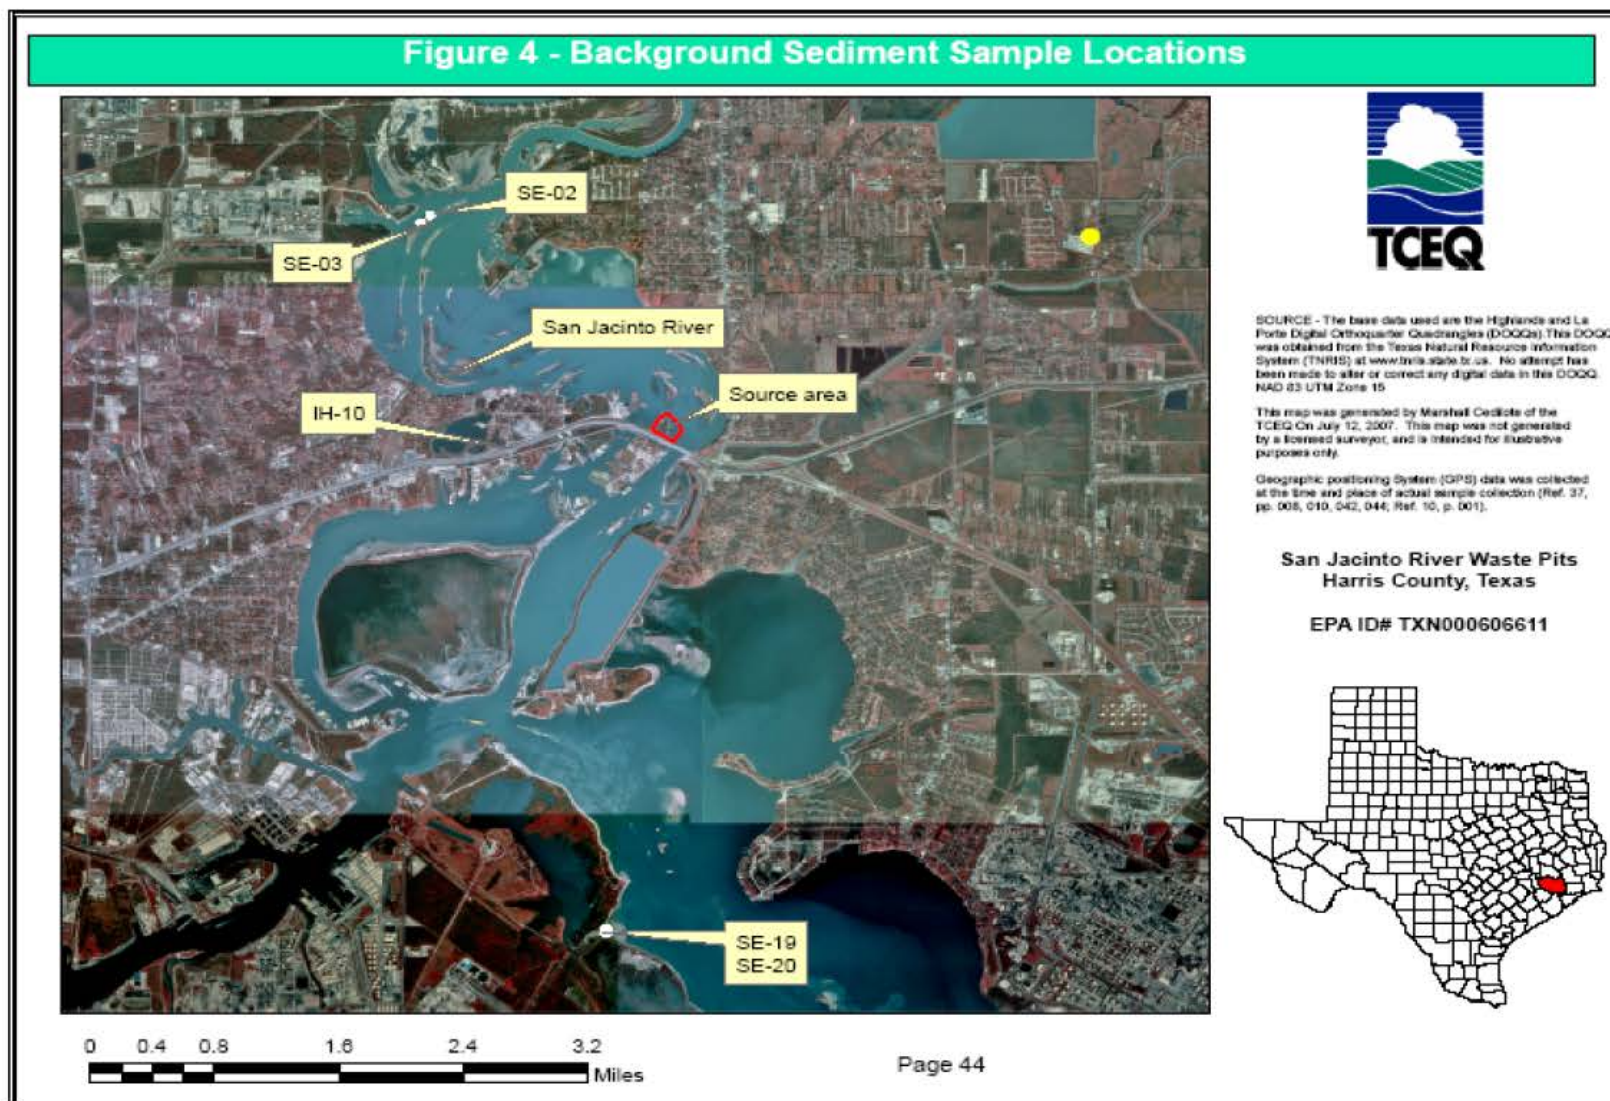 Figure 4 - Background Sediment Sample Locations
SE-02
SE-03
San Jacinto River
Source area
IH-10
SE-19
SE-20
TCEQ
SOURCE - The base data used are the Highlands and La
Porte Digital Orthoquarter Quadrangles (DOQQs). This DOQQ
was obtained from the Texas Natural Resource Information
System (TNRIS) at www.tnris.state.tx.us. No attempt has
been made to alter or correct any digital data in this DOQQ.
NAD 83 UTM Zone 15
This map was generated by Marshall Cedilote of the
TCEQ On July 12, 2007. This map was not generated
by a licensed surveyor, and is intended for illustrative
purposes only.
Geographic positioning System (GPS) data was collected
at the time and place of actual sample collection (Ref. 37,
pp. 008, 010, 042, 044; Ref. 10, p. 001).
San Jacinto River Waste Pits
Harris County, Texas
EPA ID# TXN000606611
0 0.4 0.8 1.6 2.4 3.2
Miles
Page 44